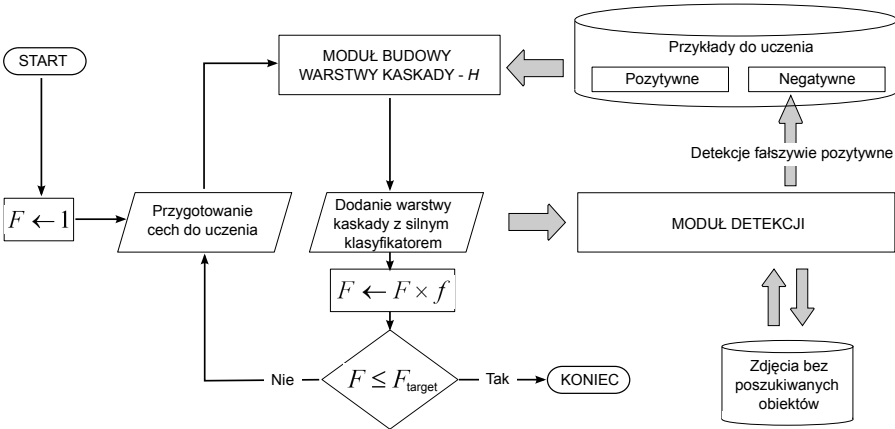 START
MODUŁ BUDOWY
WARSTWY KASKADY - H
Przykłady do uczenia
Pozytywne
Negatywne
Detekcje fałszywie pozytywne
F ← 1
Przygotowanie
cech do uczenia
Dodanie warstwy
kaskady z silnym
klasyfikatorem
MODUŁ DETEKCJI
F ← F × f
F ≤ F_target
Nie
Tak
KONIEC
Zdjęcia bez
poszukiwanych
obiektów